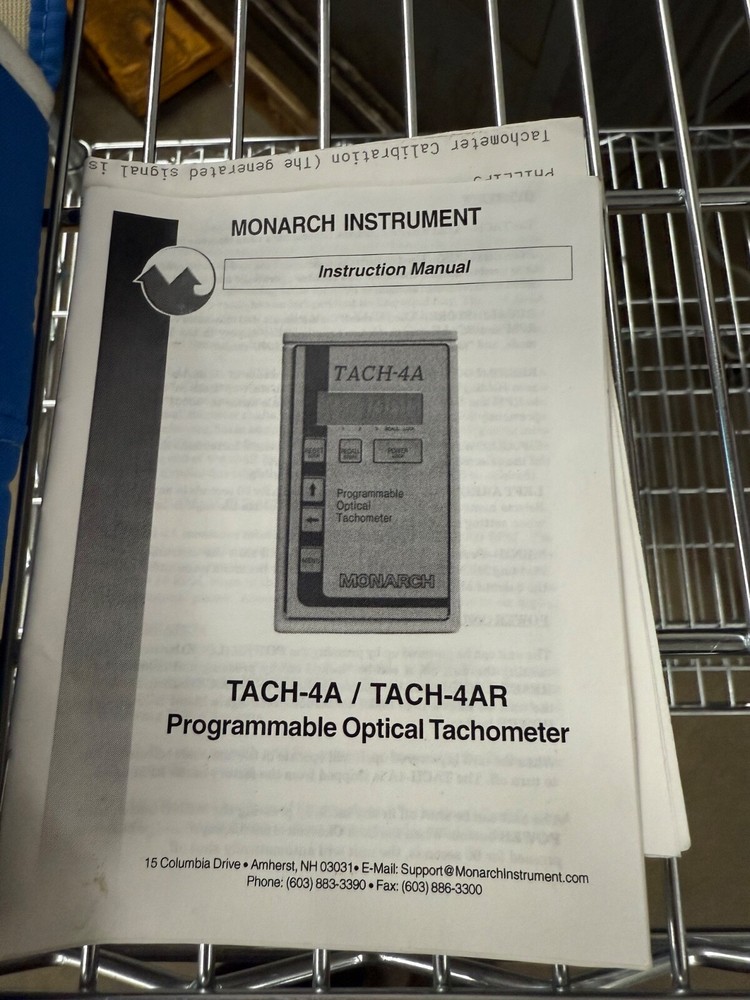 Tachometer Calibration (The generated signal is
PHILLIPS
MONARCH INSTRUMENT
Instruction Manual
TACH-4A
RESET
RECALL
POWER
Programmable
Optical
Tachometer
MENU
MONARCH
TACH-4A / TACH-4AR
Programmable Optical Tachometer
15 Columbia Drive • Amherst, NH 03031• E-Mail: Support@MonarchInstrument.com
Phone: (603) 883-3390 • Fax: (603) 886-3300